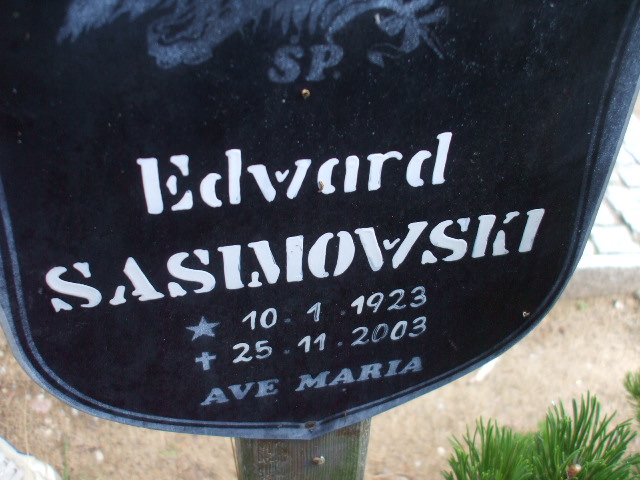 SP.
Edward
SASIMOWSKI
★ 10.1.1923
✝ 25.11.2003
AVE MARIA